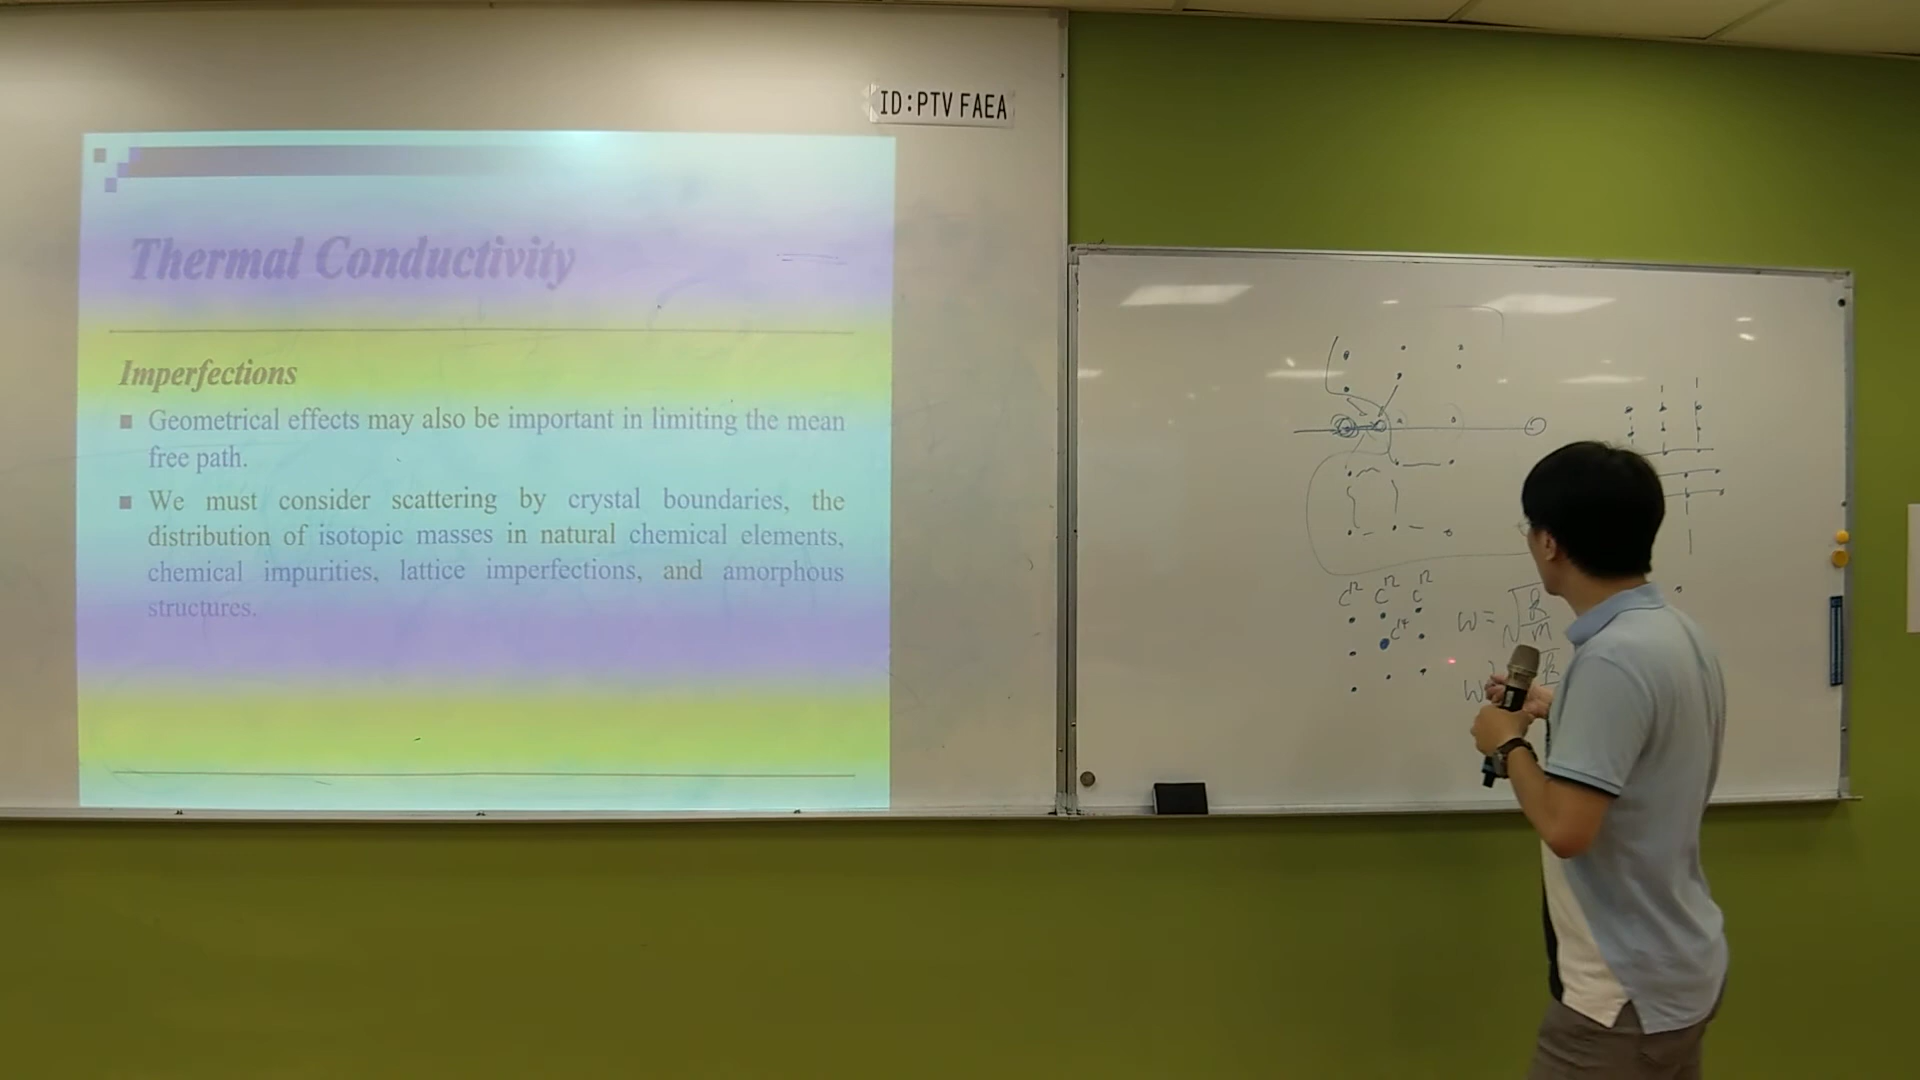 ID:PTV FAEA
Thermal Conductivity
Imperfections
Geometrical effects may also be important in limiting the mean
free path.
We must consider scattering by crystal boundaries, the
distribution of isotopic masses in natural chemical elements,
chemical impurities, lattice imperfections, and amorphous
structures.
C¹² C¹² C¹²
C¹⁴
W = √k/m